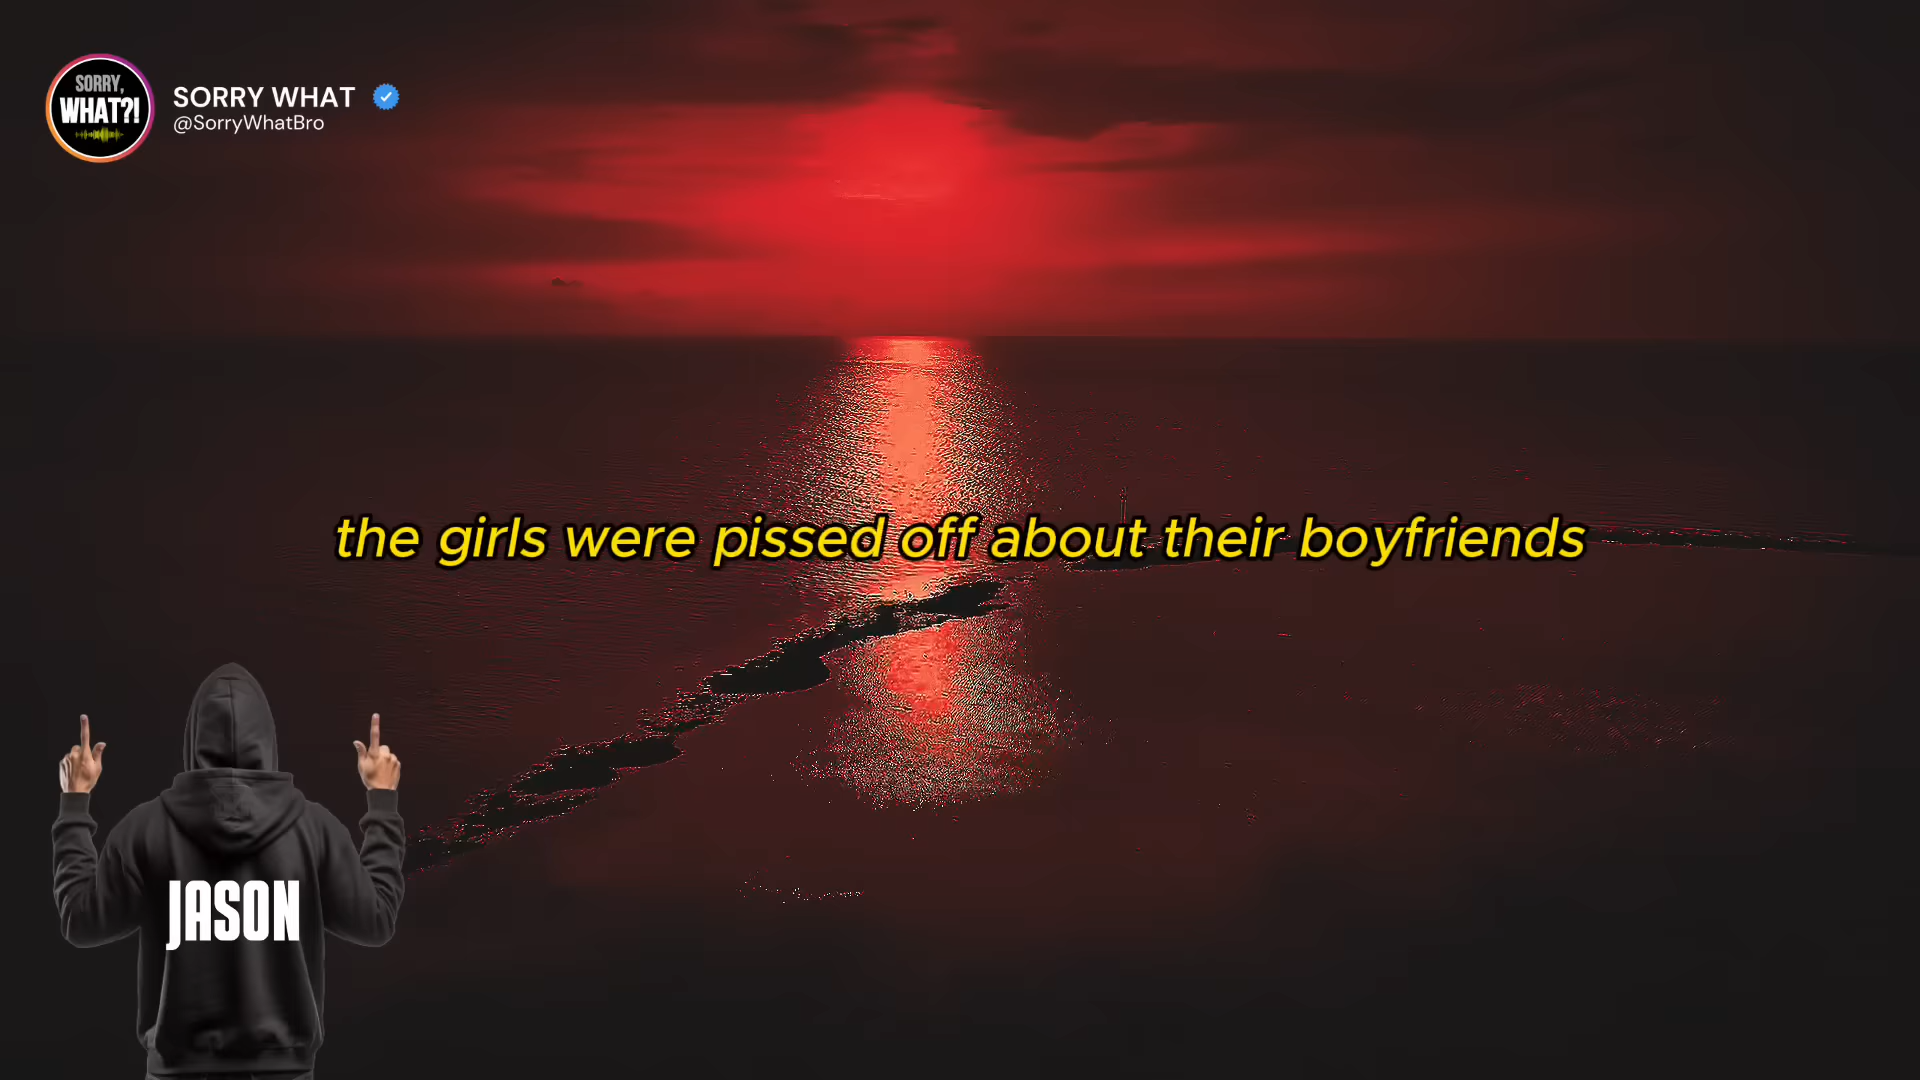 SORRY,
WHAT?!
SORRY WHAT
@SorryWhatBro
the girls were pissed off about their boyfriends
JASON